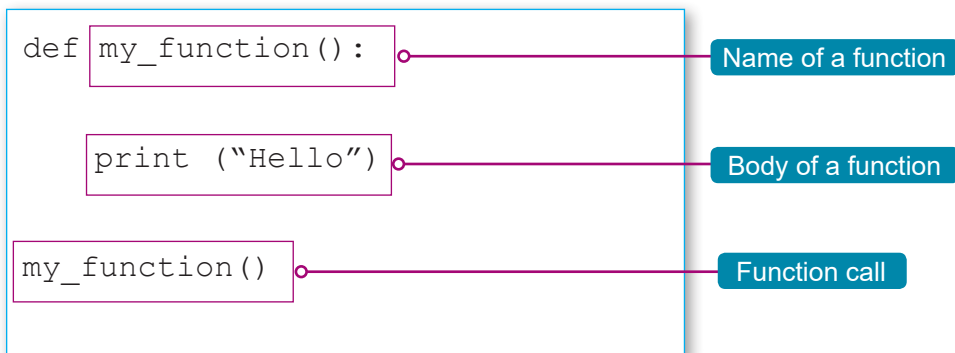 def my_function():
Name of a function
print (“Hello”)
Body of a function
my_function()
Function call